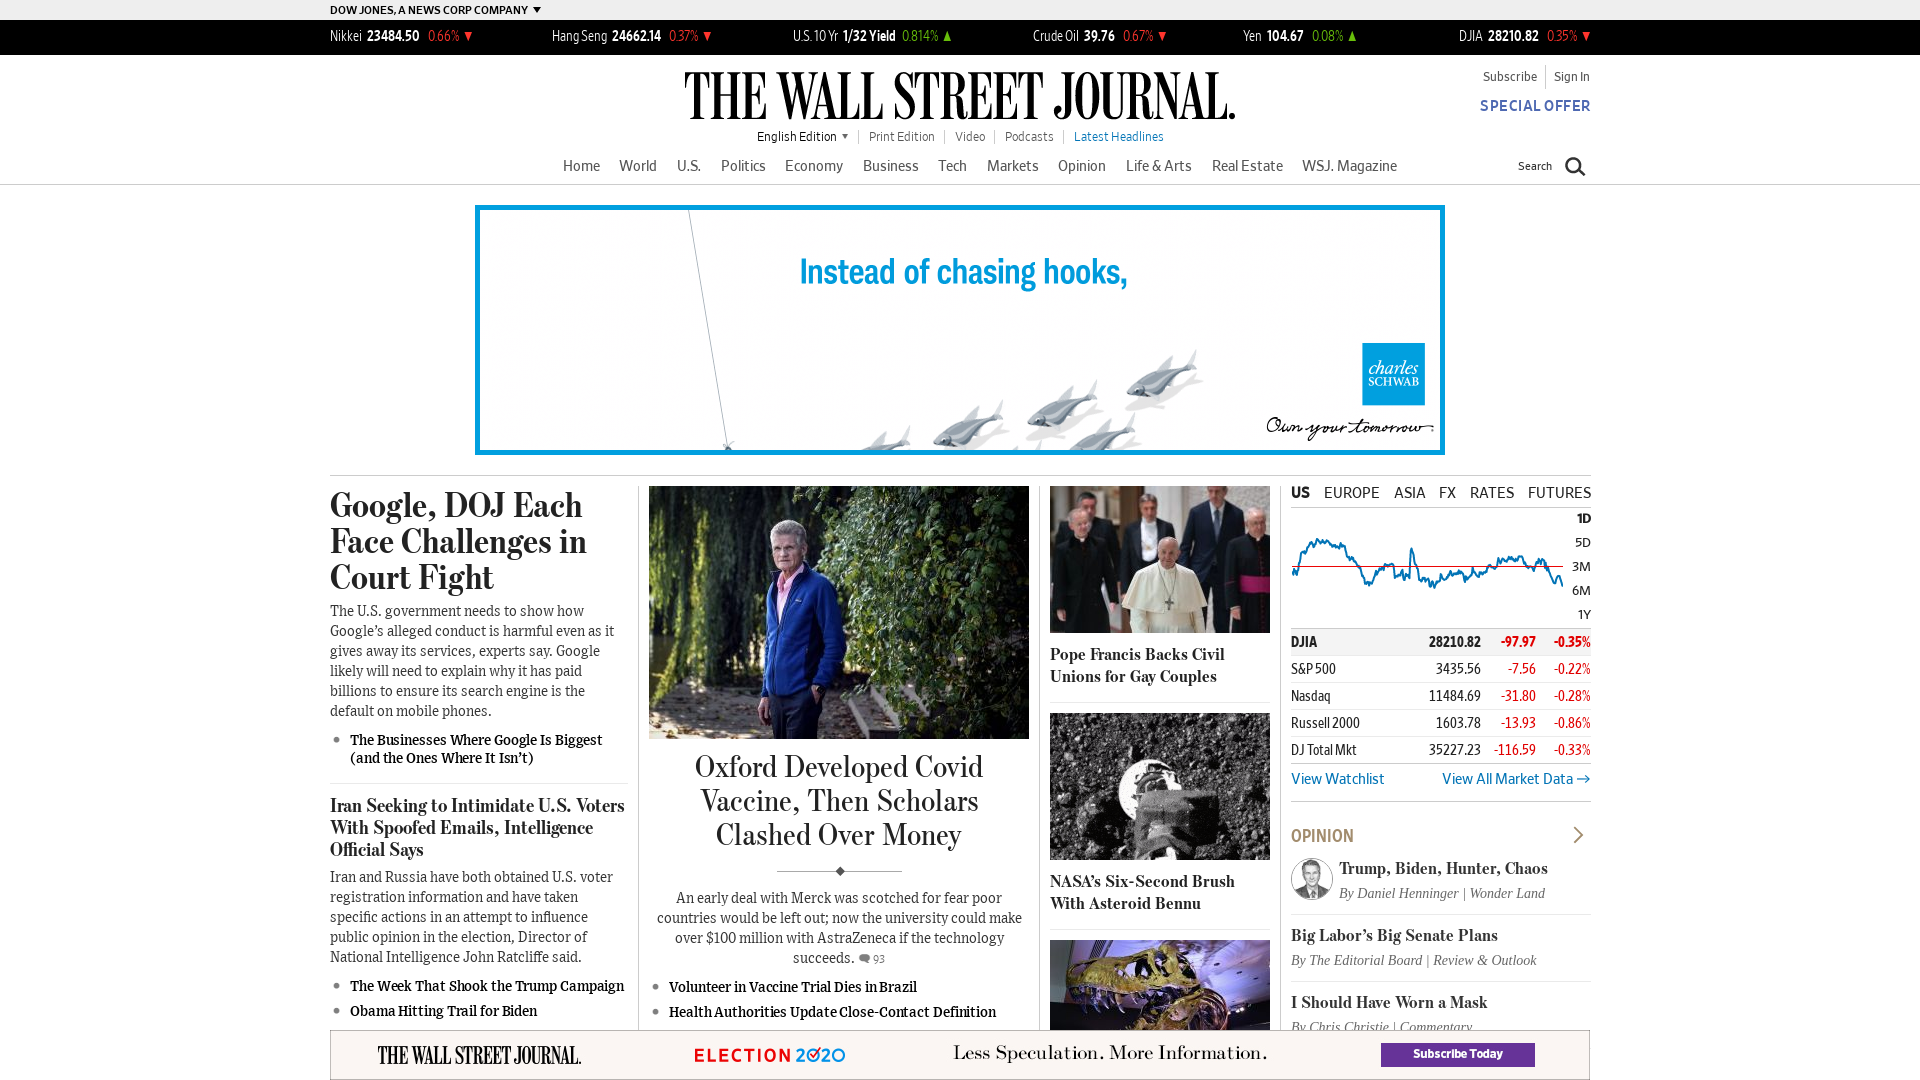 DOW JONES, A NEWS CORP COMPANY
Nikkei 23484.50 0.66% Hang Seng 24662.14 0.37% U.S. 10 Yr 1/32 Yield 0.814% Crude Oil 39.76 0.67% Yen 104.67 0.08% DJIA 28210.82 0.35%
Subscribe Sign In
THE WALL STREET JOURNAL.
SPECIAL OFFER
English Edition Print Edition Video Podcasts Latest Headlines
Home World U.S. Politics Economy Business Tech Markets Opinion Life & Arts Real Estate WSJ. Magazine Search
Instead of chasing hooks,
charles
SCHWAB
Own your tomorrow.
Google, DOJ Each
Face Challenges in
Court Fight
The U.S. government needs to show how
Google’s alleged conduct is harmful even as it
gives away its services, experts say. Google
likely will need to explain why it has paid
billions to ensure its search engine is the
default on mobile phones.
The Businesses Where Google Is Biggest
(and the Ones Where It Isn’t)
Iran Seeking to Intimidate U.S. Voters
With Spoofed Emails, Intelligence
Official Says
Iran and Russia have both obtained U.S. voter
registration information and have taken
specific actions in an attempt to influence
public opinion in the election, Director of
National Intelligence John Ratcliffe said.
The Week That Shook the Trump Campaign
Obama Hitting Trail for Biden
Oxford Developed Covid
Vaccine, Then Scholars
Clashed Over Money
An early deal with Merck was scotched for fear poor
countries would be left out; now the university could make
over $100 million with AstraZeneca if the technology
succeeds. 93
Volunteer in Vaccine Trial Dies in Brazil
Health Authorities Update Close-Contact Definition
Pope Francis Backs Civil
Unions for Gay Couples
NASA’s Six-Second Brush
With Asteroid Bennu
US EUROPE ASIA FX RATES FUTURES
1D
5D
3M
6M
1Y
DJIA 28210.82 -97.97 -0.35%
S&P 500 3435.56 -7.56 -0.22%
Nasdaq 11484.69 -31.80 -0.28%
Russell 2000 1603.78 -13.93 -0.86%
DJ Total Mkt 35227.23 -116.59 -0.33%
View Watchlist View All Market Data
OPINION
Trump, Biden, Hunter, Chaos
By Daniel Henninger | Wonder Land
Big Labor’s Big Senate Plans
By The Editorial Board | Review & Outlook
I Should Have Worn a Mask
By Chris Christie | Commentary
THE WALL STREET JOURNAL. ELECTION 2020 Less Speculation. More Information. Subscribe Today